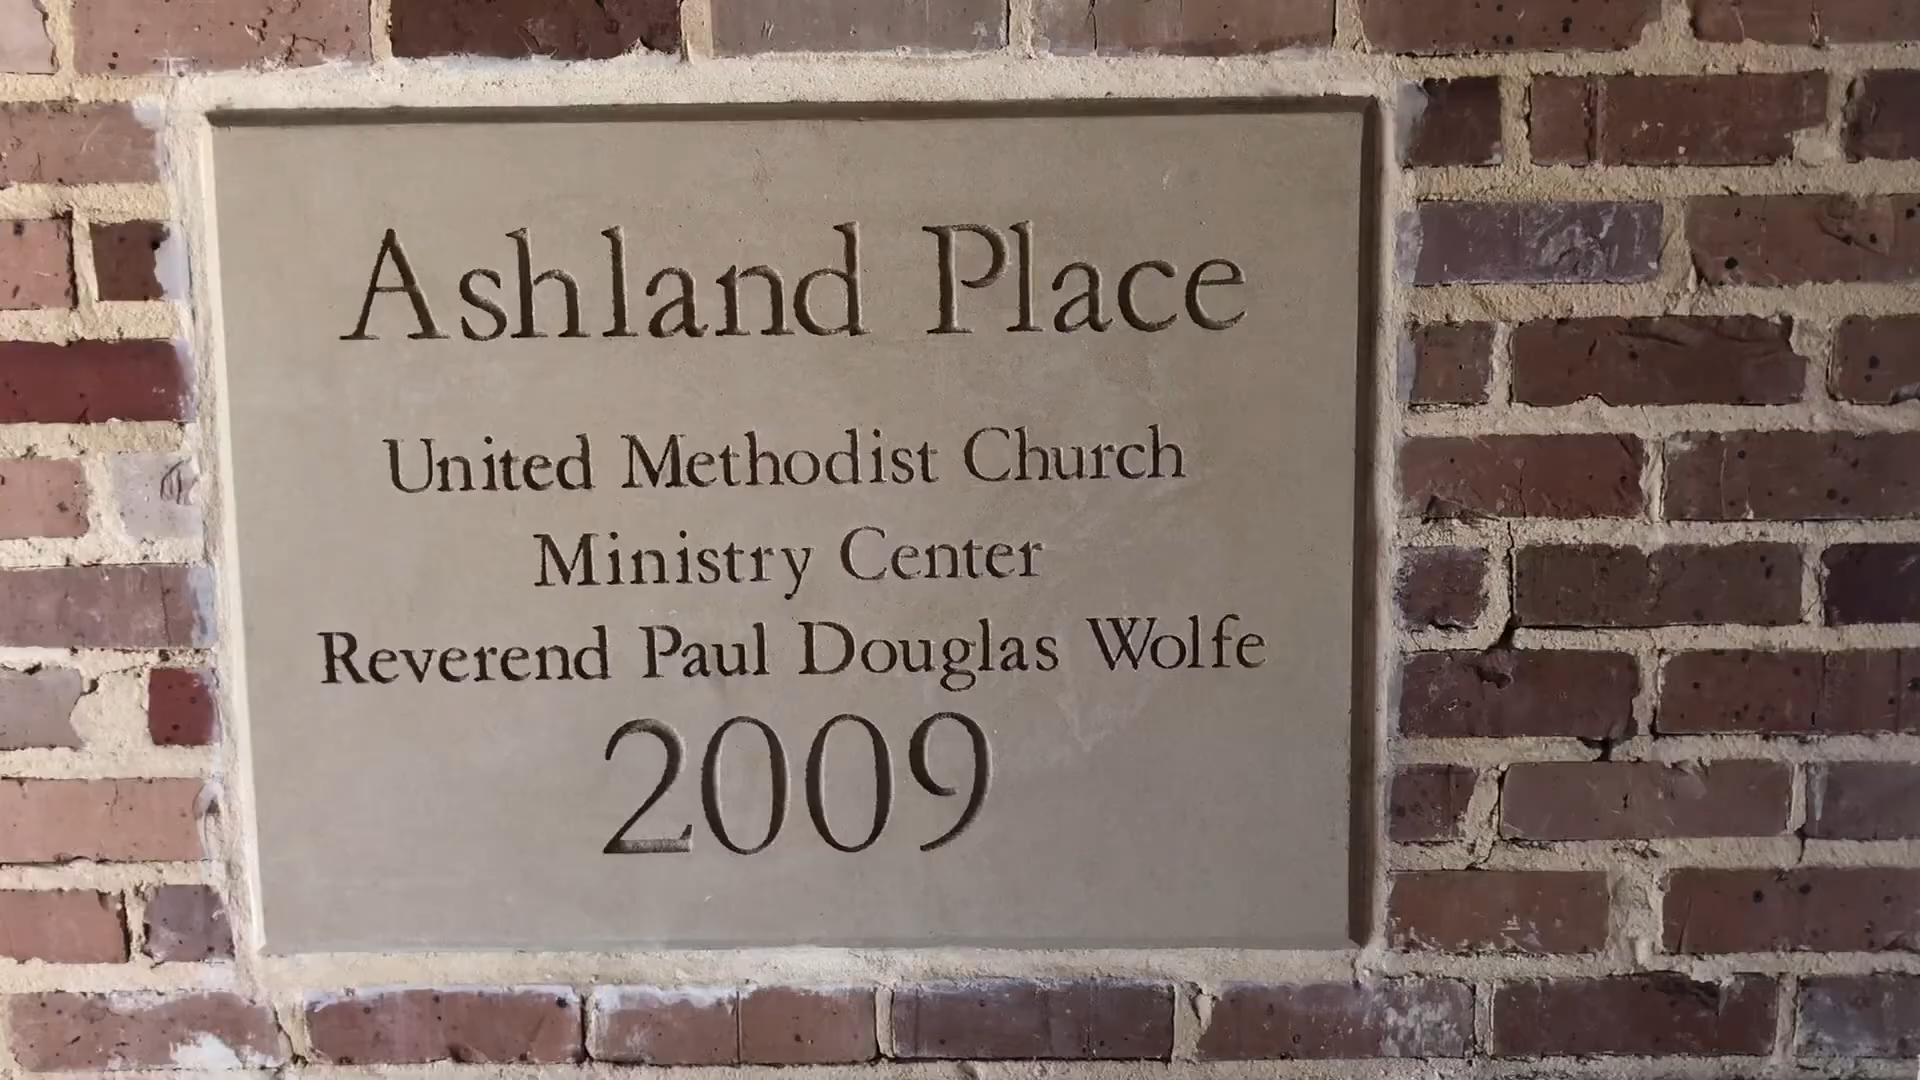 Ashland Place
United Methodist Church
Ministry Center
Reverend Paul Douglas Wolfe
2009